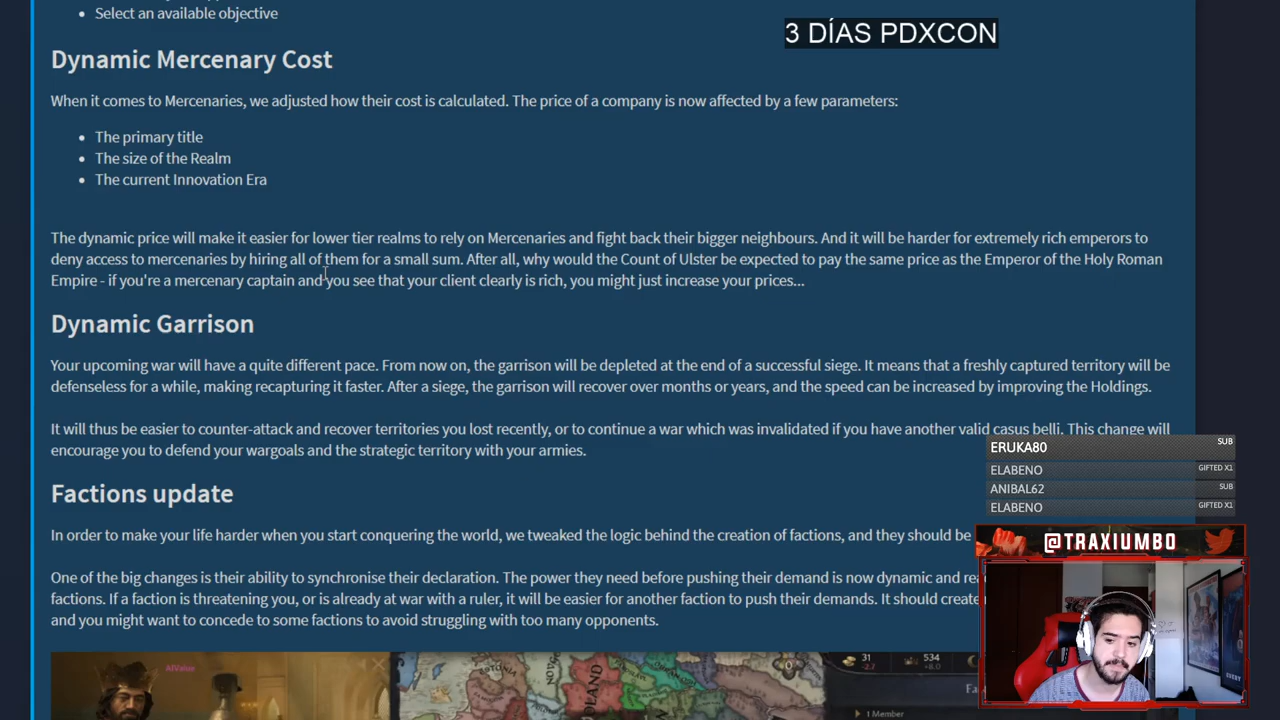 Select an available objective
3 DÍAS PDXCON
Dynamic Mercenary Cost
When it comes to Mercenaries, we adjusted how their cost is calculated. The price of a company is now affected by a few parameters:
The primary title
The size of the Realm
The current Innovation Era
The dynamic price will make it easier for lower tier realms to rely on Mercenaries and fight back their bigger neighbours. And it will be harder for extremely rich emperors to
deny access to mercenaries by hiring all of them for a small sum. After all, why would the Count of Ulster be expected to pay the same price as the Emperor of the Holy Roman
Empire - if you're a mercenary captain and you see that your client clearly is rich, you might just increase your prices...
Dynamic Garrison
Your upcoming war will have a quite different pace. From now on, the garrison will be depleted at the end of a successful siege. It means that a freshly captured territory will be
defenseless for a while, making recapturing it faster. After a siege, the garrison will recover over months or years, and the speed can be increased by improving the Holdings.
It will thus be easier to counter-attack and recover territories you lost recently, or to continue a war which was invalidated if you have another valid casus belli. This change will
encourage you to defend your wargoals and the strategic territory with your armies.
ERUKA80 SUB
ELABENO GIFTED X1
ANIBAL62 SUB
ELABENO GIFTED X1
Factions update
In order to make your life harder when you start conquering the world, we tweaked the logic behind the creation of factions, and they should be
@TRAXIUMBO
One of the big changes is their ability to synchronise their declaration. The power they need before pushing their demand is now dynamic and
factions. If a faction is threatening you, or is already at war with a ruler, it will be easier for another faction to push their demands. It should create
and you might want to concede to some factions to avoid struggling with too many opponents.
AIValue
31
-2.7
534
1 Member